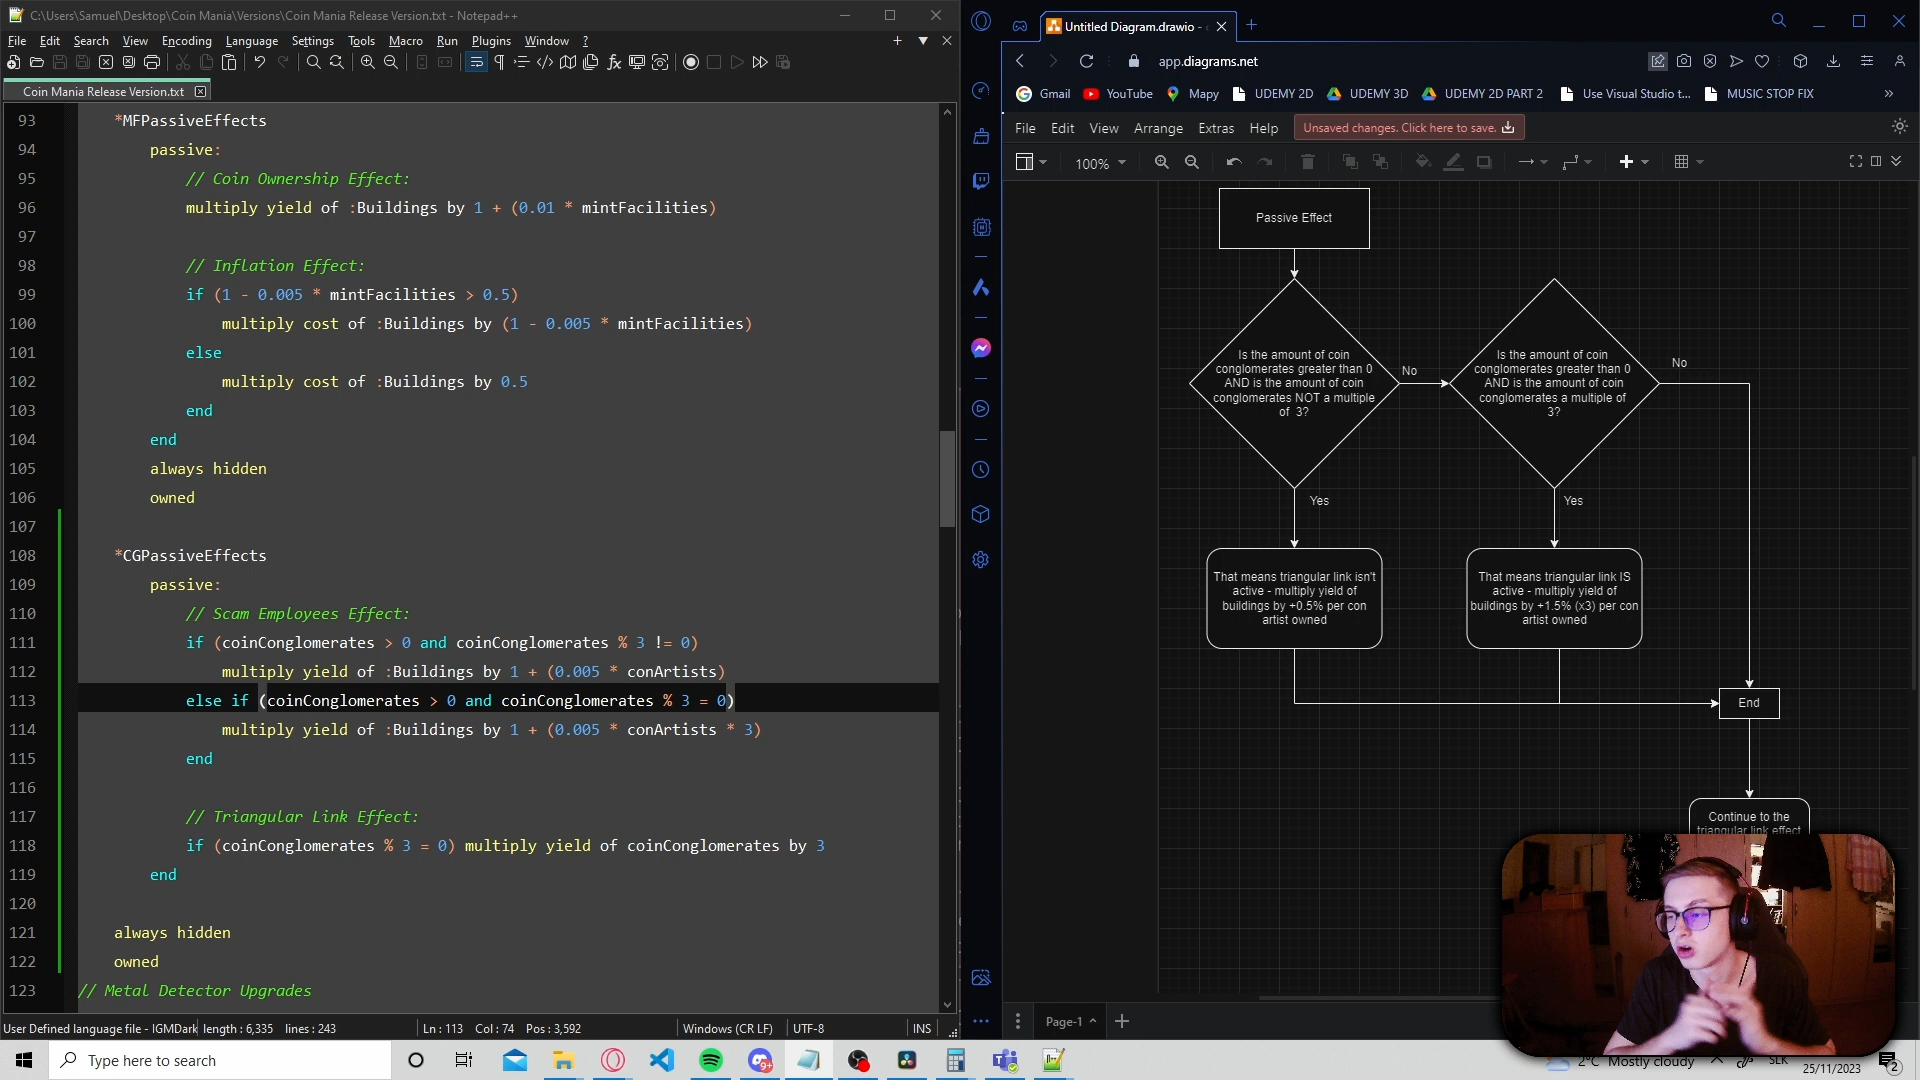 C:\Users\Samuel\Desktop\Coin Mania\Versions\Coin Mania Release Version.txt - Notepad++
File Edit Search View Encoding Language Settings Tools Macro Run Plugins Window ?
Coin Mania Release Version.txt
93 *MFPassiveEffects
94 passive:
95 // Coin Ownership Effect:
96 multiply yield of :Buildings by 1 + (0.01 * mintFacilities)
97
98 // Inflation Effect:
99 if (1 - 0.005 * mintFacilities > 0.5)
100 multiply cost of :Buildings by (1 - 0.005 * mintFacilities)
101 else
102 multiply cost of :Buildings by 0.5
103 end
104 end
105 always hidden
106 owned
107
108 *CGPassiveEffects
109 passive:
110 // Scam Employees Effect:
111 if (coinConglomerates > 0 and coinConglomerates % 3 != 0)
112 multiply yield of :Buildings by 1 + (0.005 * conArtists)
113 else if (coinConglomerates > 0 and coinConglomerates % 3 = 0)
114 multiply yield of :Buildings by 1 + (0.005 * conArtists * 3)
115 end
116
117 // Triangular Link Effect:
118 if (coinConglomerates % 3 = 0) multiply yield of coinConglomerates by 3
119 end
120
121 always hidden
122 owned
123 // Metal Detector Upgrades
User Defined language file - IGMDark length : 6,335 lines : 243 Ln : 113 Col : 74 Pos : 3,592 Windows (CR LF) UTF-8 INS
Untitled Diagram.drawio -
app.diagrams.net
Gmail YouTube Mapy UDEMY 2D UDEMY 3D UDEMY 2D PART 2 Use Visual Studio t... MUSIC STOP FIX
File Edit View Arrange Extras Help Unsaved changes. Click here to save.
100%
Passive Effect
Is the amount of coin
conglomerates greater than 0
AND is the amount of coin
conglomerates NOT a multiple
of 3?
No
Is the amount of coin
conglomerates greater than 0
AND is the amount of coin
conglomerates a multiple of
3?
No
Yes
Yes
That means triangular link isn't
active - multiply yield of
buildings by +0.5% per con
artist owned
That means triangular link IS
active - multiply yield of
buildings by +1.5% (x3) per con
artist owned
End
Continue to the
triangular link effect
Page-1
Type here to search
9+
2°C Mostly cloudy
SLK
25/11/2023
2